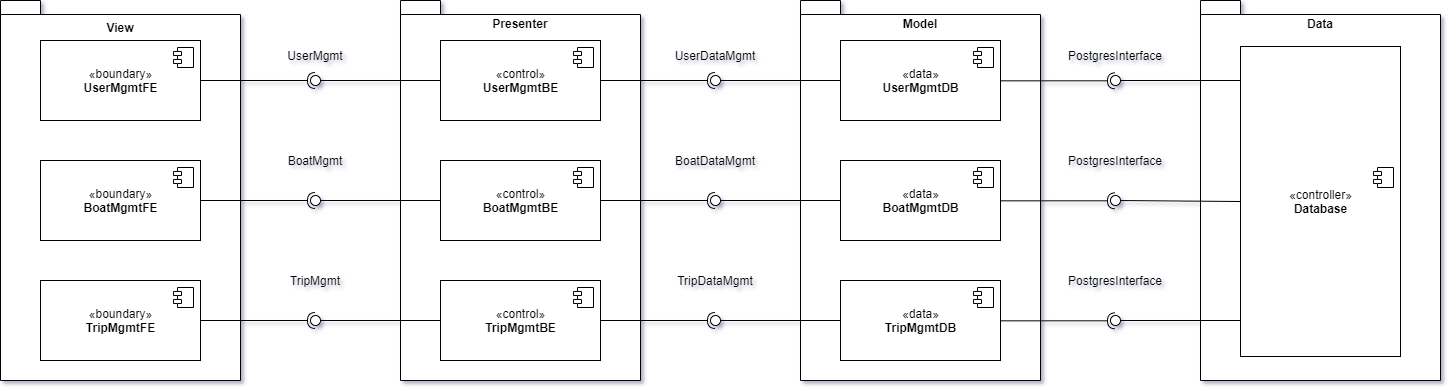 View
Presenter
Model
Data
«boundary»
UserMgmtFE
UserMgmt
«control»
UserMgmtBE
UserDataMgmt
«data»
UserMgmtDB
PostgresInterface
«boundary»
BoatMgmtFE
BoatMgmt
«control»
BoatMgmtBE
BoatDataMgmt
«data»
BoatMgmtDB
PostgresInterface
«controller»
Database
«boundary»
TripMgmtFE
TripMgmt
«control»
TripMgmtBE
TripDataMgmt
«data»
TripMgmtDB
PostgresInterface